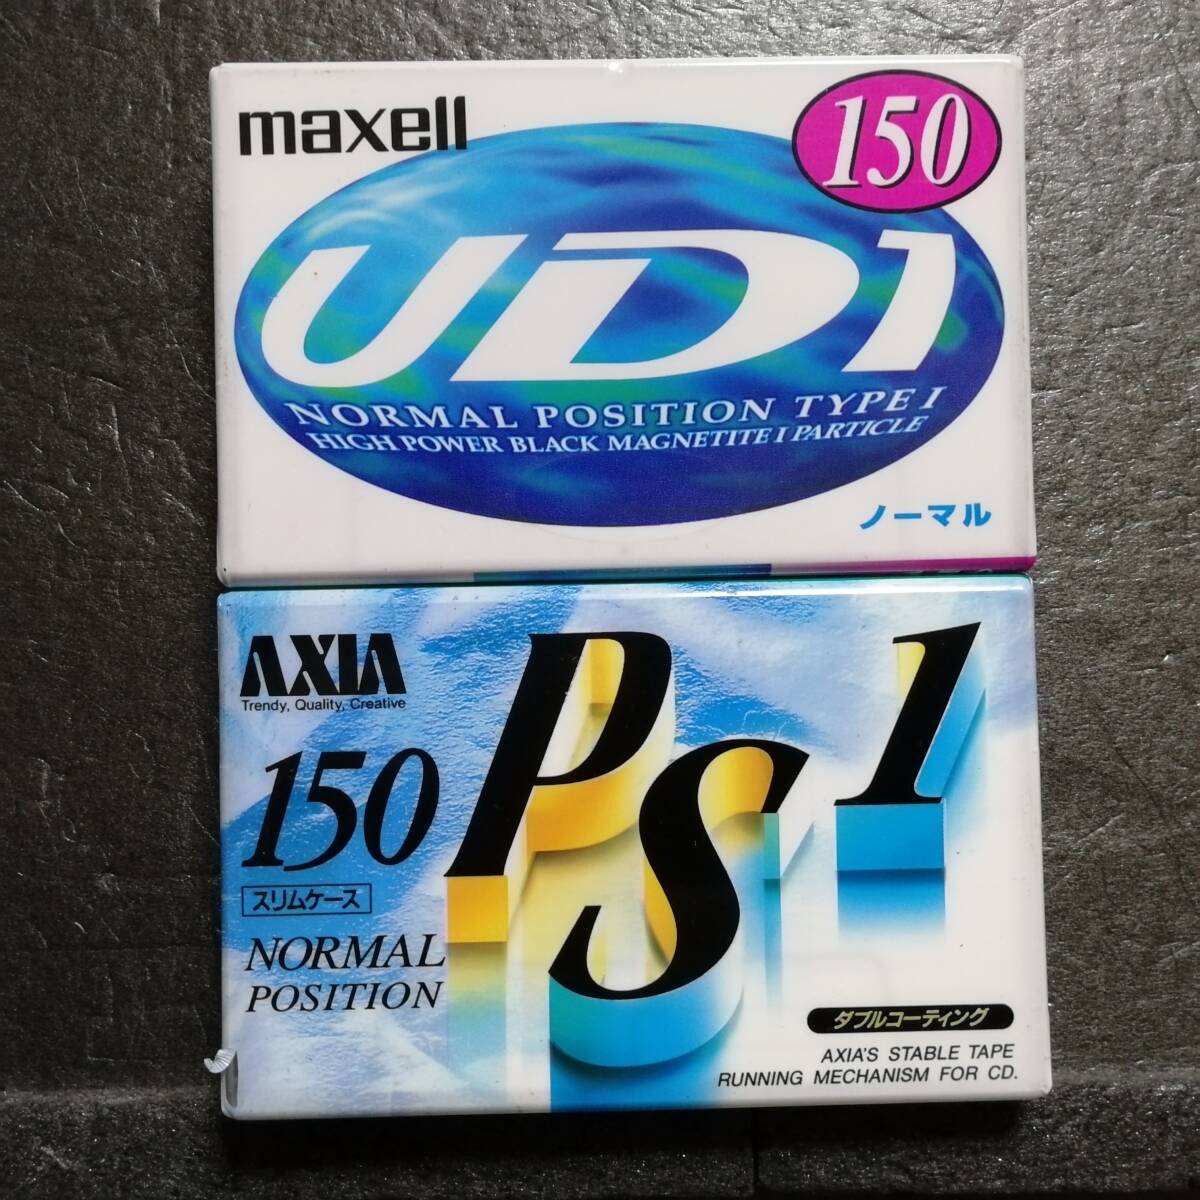 maxell
150
UD1
NORMAL POSITION TYPE I
HIGH POWER BLACK MAGNETITE I PARTICLE
ノーマル
AXIA
Trendy, Quality, Creative
PS1
150
スリムケース
NORMAL
POSITION
ダブルコーティング
AXIA'S STABLE TAPE
RUNNING MECHANISM FOR CD.